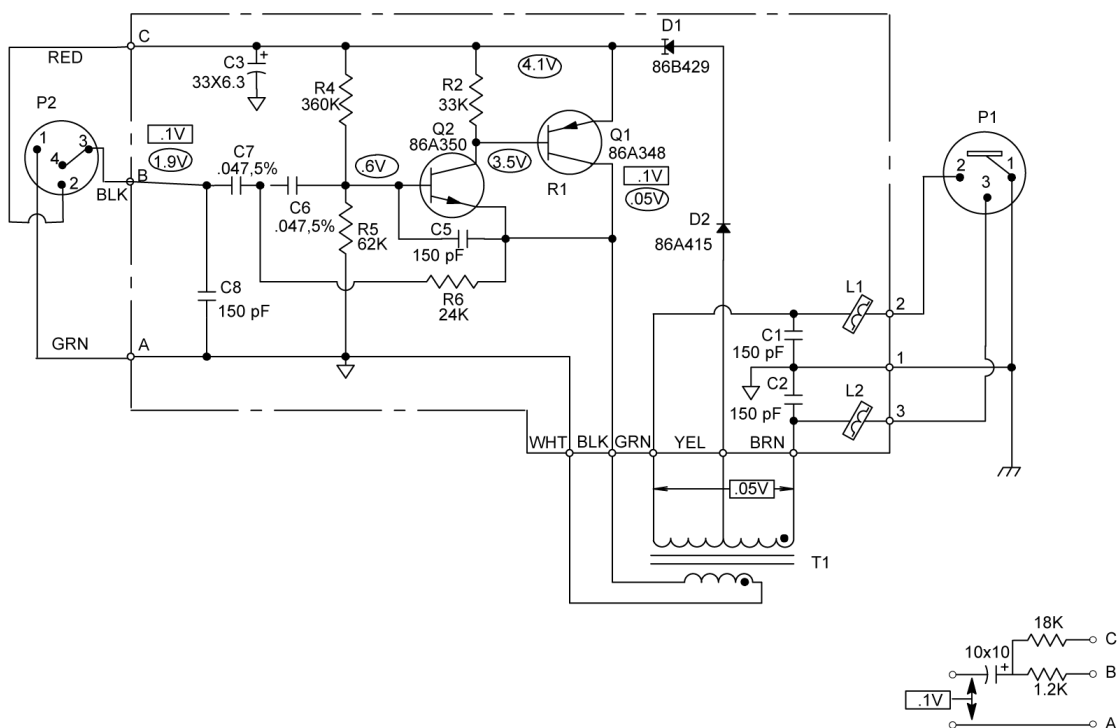 C
D1
RED
C3
33X6.3
+
R4
360K
R2
33K
4.1V
86B429
P2
1
3
4
2
.1V
1.9V
B
BLK
C7
.047,5%
C6
.047,5%
.6V
Q2
86A350
3.5V
Q1
86A348
R1
.1V
.05V
P1
2
1
3
D2
86A415
R5
62K
C5
150 pF
R6
24K
C8
150 pF
L1
2
C1
150 pF
GRN
A
1
C2
150 pF
L2
3
WHT
BLK
GRN
YEL
BRN
.05V
T1
18K
C
10x10
+
1.2K
B
.1V
A